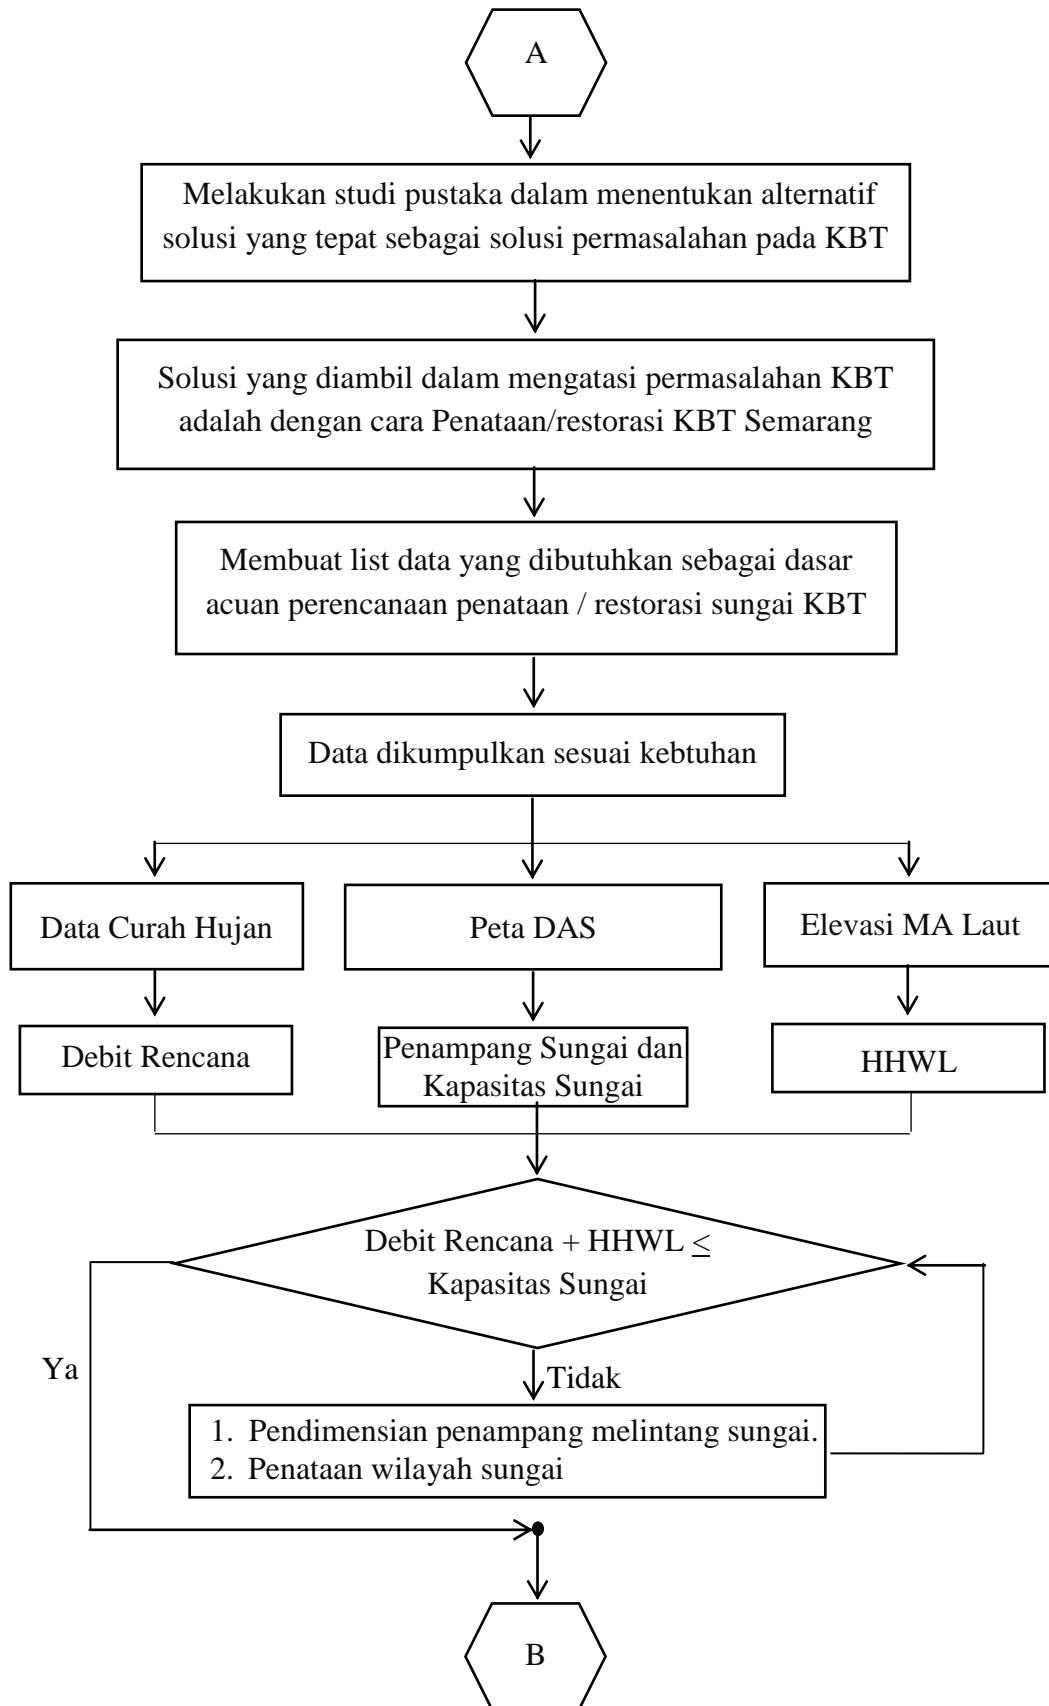 A
Melakukan studi pustaka dalam menentukan alternatif
solusi yang tepat sebagai solusi permasalahan pada KBT
Solusi yang diambil dalam mengatasi permasalahan KBT
adalah dengan cara Penataan/restorasi KBT Semarang
Membuat list data yang dibutuhkan sebagai dasar
acuan perencanaan penataan / restorasi sungai KBT
Data dikumpulkan sesuai kebtuhan
Data Curah Hujan
Peta DAS
Elevasi MA Laut
Debit Rencana
Penampang Sungai dan
Kapasitas Sungai
HHWL
Debit Rencana + HHWL ≤
Kapasitas Sungai
Ya
Tidak
1. Pendimensian penampang melintang sungai.
2. Penataan wilayah sungai
B